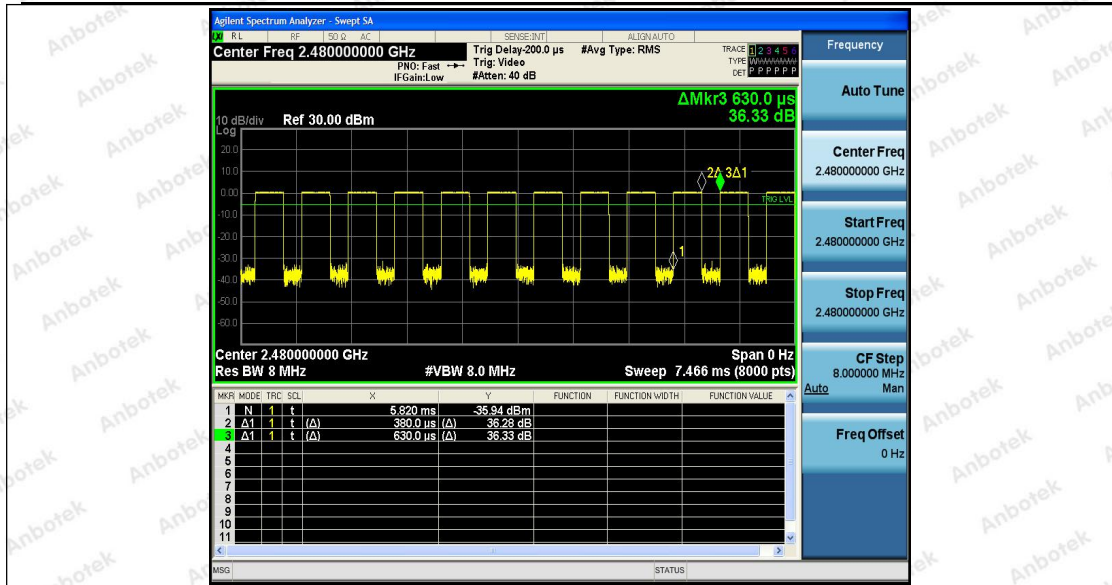 Agilent Spectrum Analyzer - Swept SA
RL RF 50 Ω AC SENSE:INT ALIGNAUTO
Center Freq 2.480000000 GHz
PNO: Fast
IFGain:Low
Trig Delay-200.0 µs
Trig: Video
#Atten: 40 dB
#Avg Type: RMS
TRACE 1 2 3 4 5 6
TYPE
DET P P P P P P
ΔMkr3 630.0 µs
36.33 dB
10 dB/div Ref 30.00 dBm
Log
20.0
10.0
0.00
-10.0
-20.0
-30.0
-40.0
-50.0
-60.0
2Δ 3Δ1
TRIG LVL
1
Center 2.480000000 GHz Span 0 Hz
Res BW 8 MHz #VBW 8.0 MHz Sweep 7.466 ms (8000 pts)
MKR MODE TRC SCL X Y FUNCTION FUNCTION WIDTH FUNCTION VALUE
1 N 1 t 5.820 ms -35.94 dBm
2 Δ1 1 t (Δ) 380.0 µs (Δ) 36.28 dB
3 Δ1 1 t (Δ) 630.0 µs (Δ) 36.33 dB
4
5
6
7
8
9
10
11
MSG STATUS
Frequency
Auto Tune
Center Freq
2.480000000 GHz
Start Freq
2.480000000 GHz
Stop Freq
2.480000000 GHz
CF Step
8.000000 MHz
Auto Man
Freq Offset
0 Hz
Anbotek